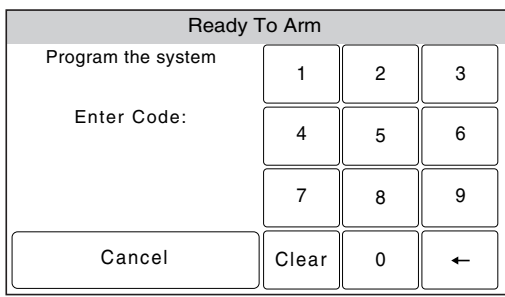 Ready To Arm
Program the system
Enter Code:
1 2 3
4 5 6
7 8 9
Cancel Clear 0 ←